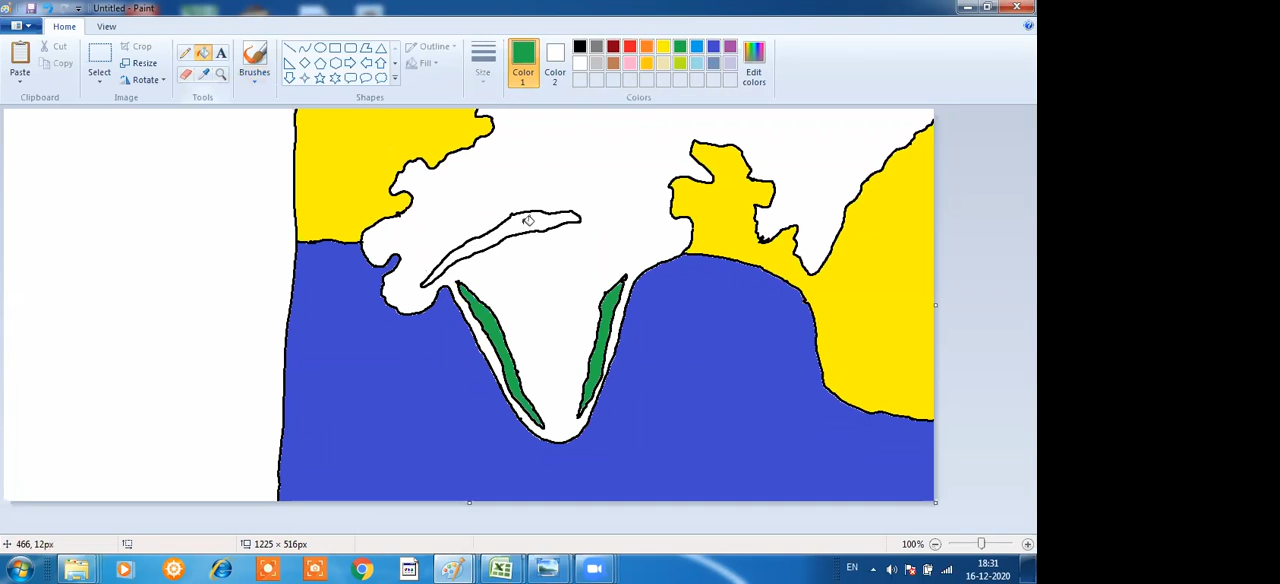 Untitled - Paint
Home
View
Paste
Cut
Copy
Clipboard
Select
Crop
Resize
Rotate
Image
A
Tools
Brushes
Outline
Fill
Shapes
Size
Color
1
Color
2
Edit
colors
Colors
466, 12px
1225 × 516px
100%
EN
18:31
16-12-2020